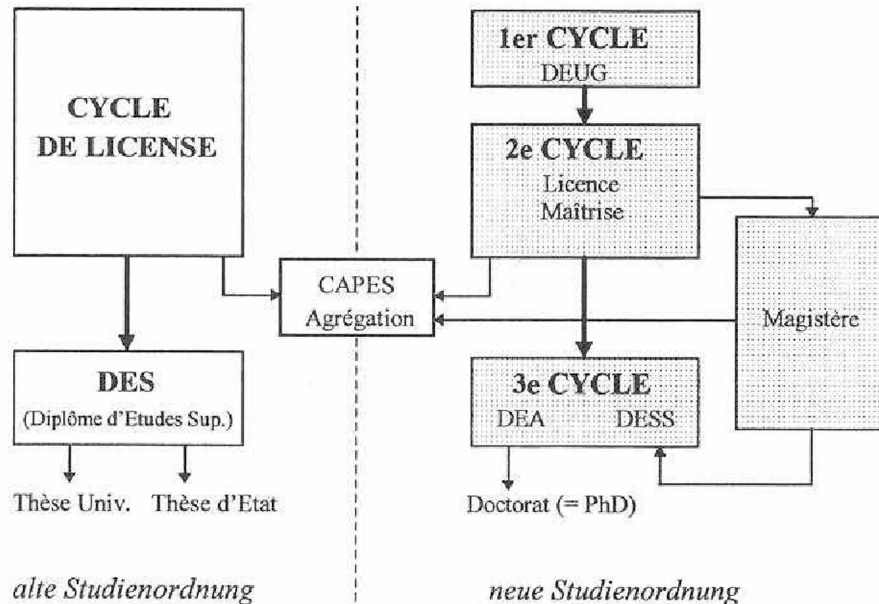 CYCLE
DE LICENSE
DES
(Diplôme d'Etudes Sup.)
Thèse Univ. Thèse d'Etat
alte Studienordnung
CAPES
Agrégation
1er CYCLE
DEUG
2e CYCLE
Licence
Maîtrise
Magistère
3e CYCLE
DEA DESS
Doctorat (= PhD)
neue Studienordnung